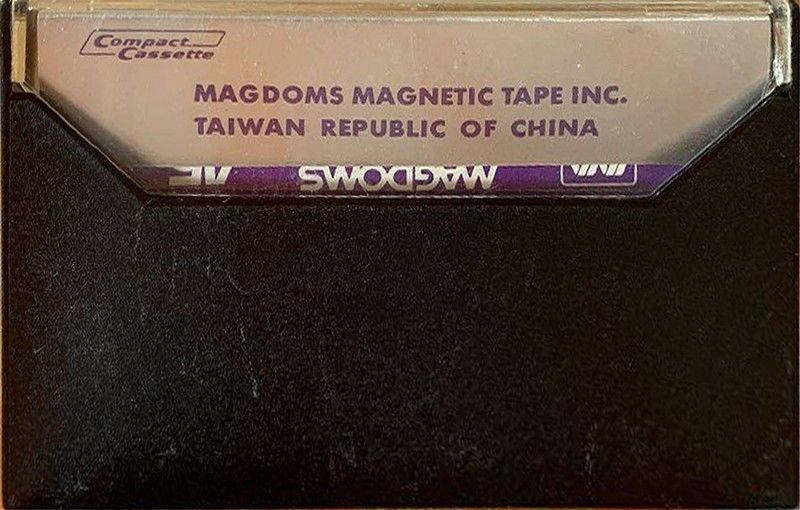 Compact
Cassette
MAGDOMS MAGNETIC TAPE INC.
TAIWAN REPUBLIC OF CHINA
MAGDOMS